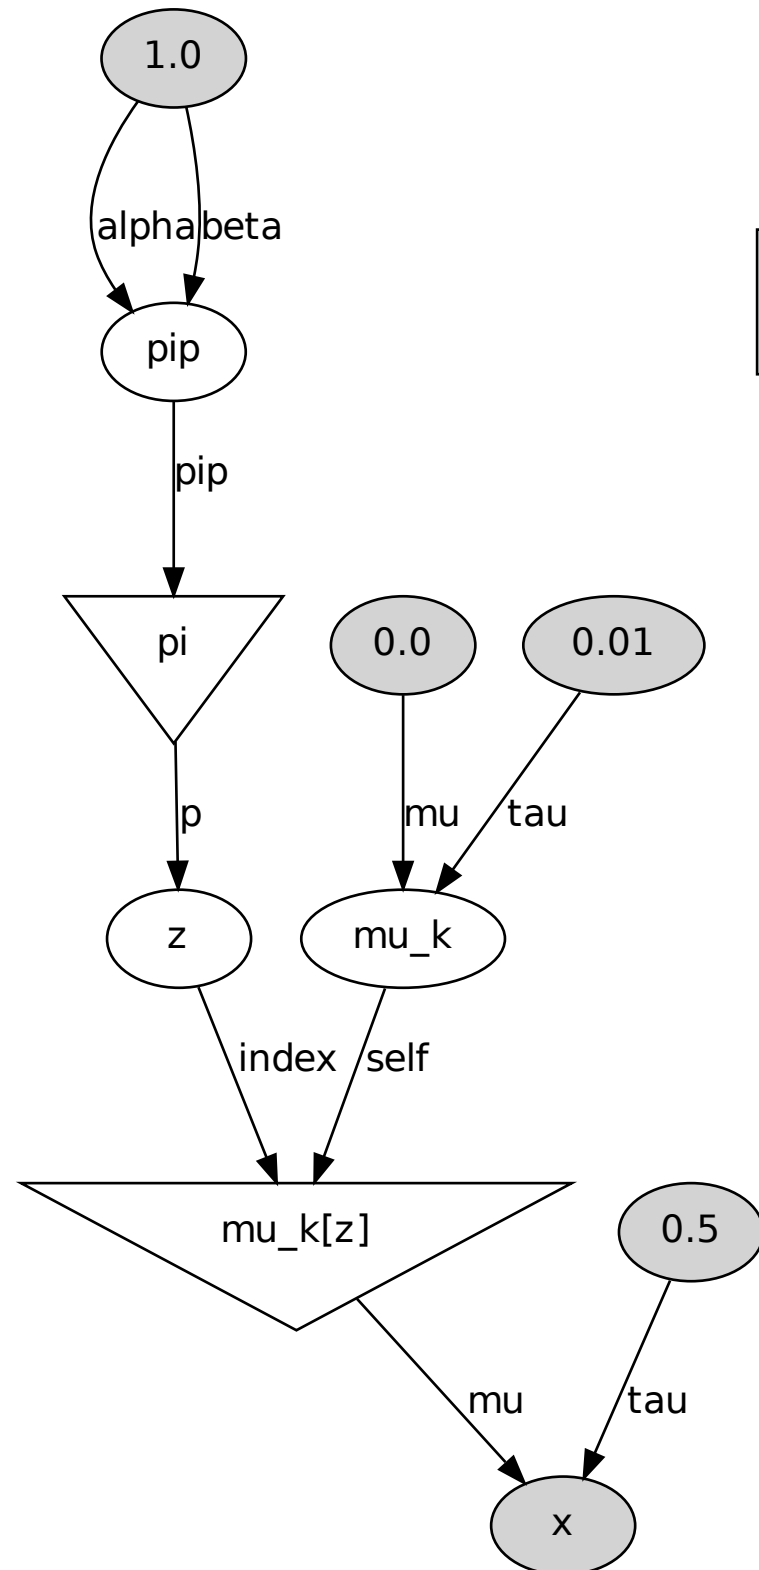 1.0
alpha beta
pip
pip
pi
0.0
0.01
p
mu
tau
z
mu_k
index
self
mu_k[z]
0.5
mu
tau
x